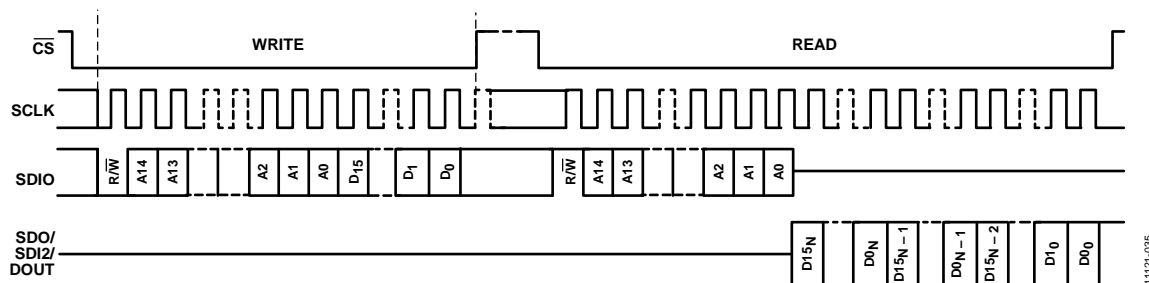 CS
WRITE
READ
SCLK
SDIO
R/W
A14
A13
A2
A1
A0
D15
D1
D0
R/W
A14
A13
A2
A1
A0
SDO/
SDI2/
DOUT
D15N
D0N
D15N – 1
D0N – 1
D15N – 2
D10
D00
11121-035